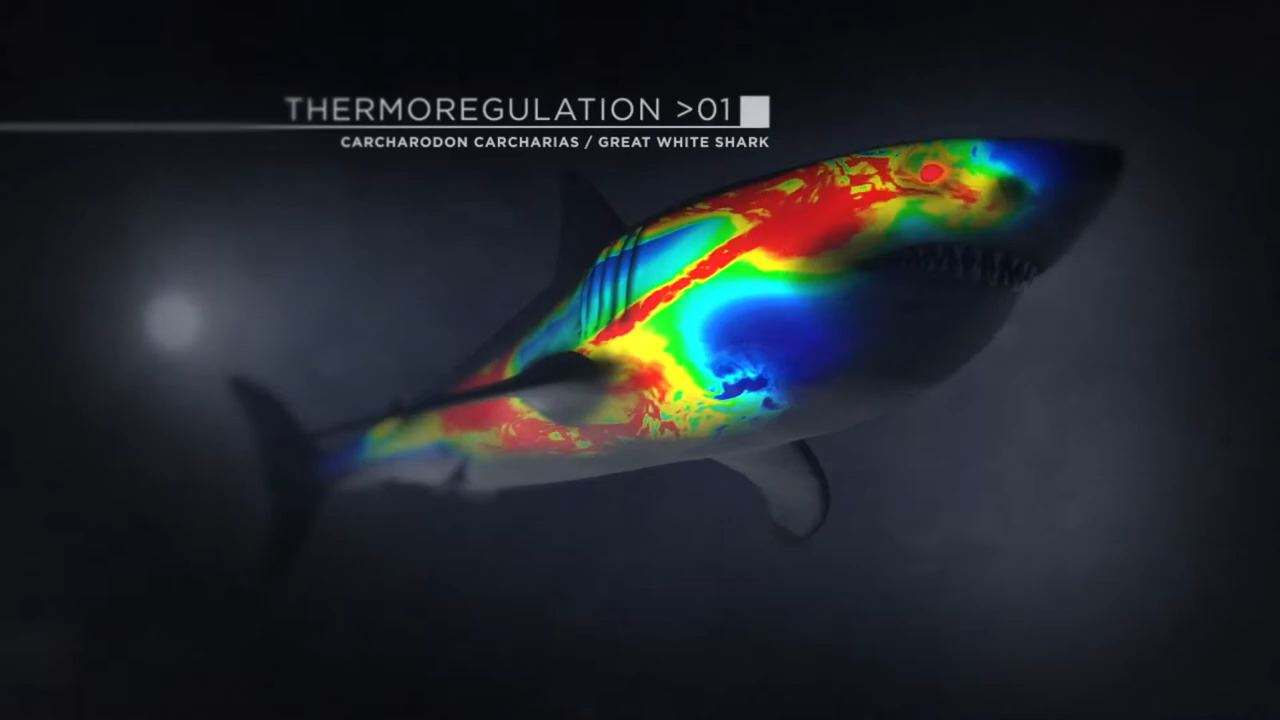 THERMOREGULATION >01
CARCHARODON CARCHARIAS / GREAT WHITE SHARK